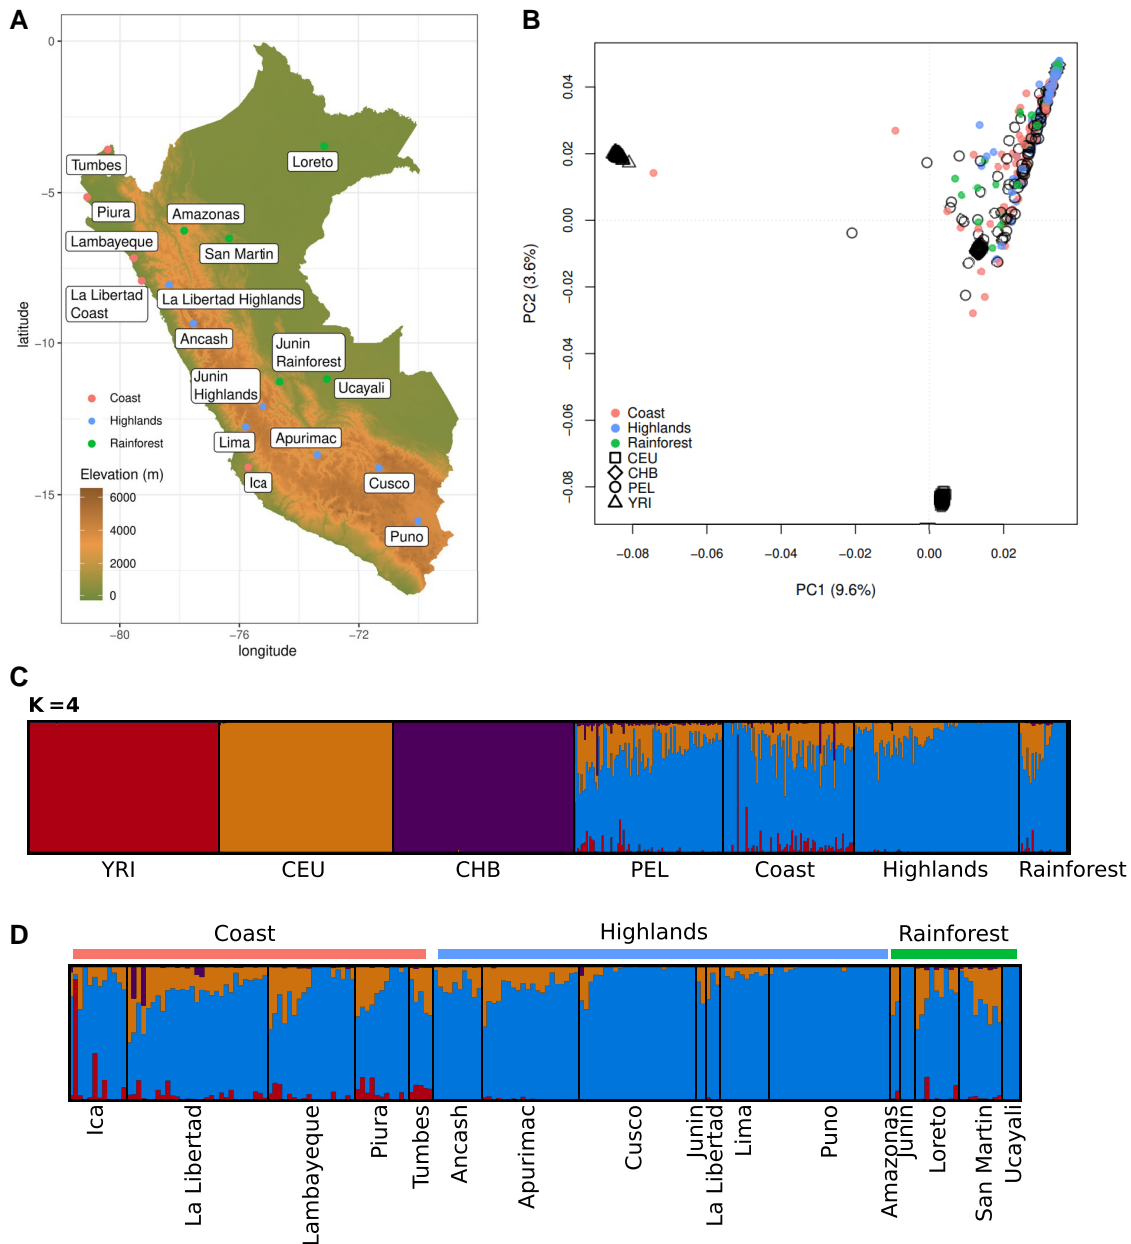 A
0
−5
−10
−15
latitude
Tumbes
Piura
Lambayeque
La Libertad
Coast
Loreto
Amazonas
San Martin
La Libertad Highlands
Ancash
Junin
Rainforest
Junin
Highlands
Ucayali
Lima
Apurimac
Ica
Cusco
Puno
Coast
Highlands
Rainforest
Elevation (m)
6000
4000
2000
0
−80
−76
−72
longitude
B
0.04
0.02
0.00
−0.02
−0.04
−0.06
−0.08
PC2 (3.6%)
Coast
Highlands
Rainforest
CEU
CHB
PEL
YRI
−0.08
−0.06
−0.04
−0.02
0.00
0.02
PC1 (9.6%)
C
K =4
YRI
CEU
CHB
PEL
Coast
Highlands
Rainforest
D
Coast
Highlands
Rainforest
Ica
La Libertad
Lambayeque
Piura
Tumbes
Ancash
Apurimac
Cusco
Junin
La Libertad
Lima
Puno
Amazonas
Junin
Loreto
San Martin
Ucayali